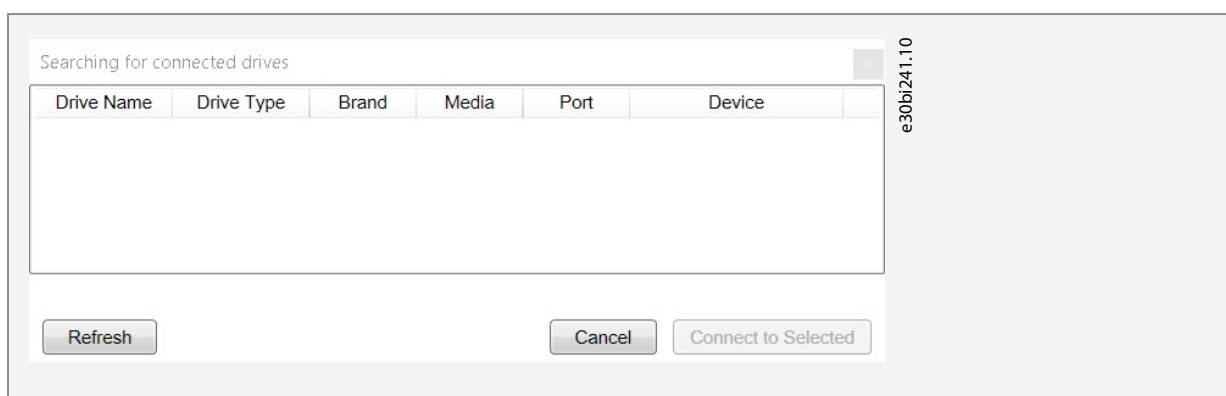 Searching for connected drives
Drive Name Drive Type Brand Media Port Device
Refresh Cancel Connect to Selected
e30bi241.10